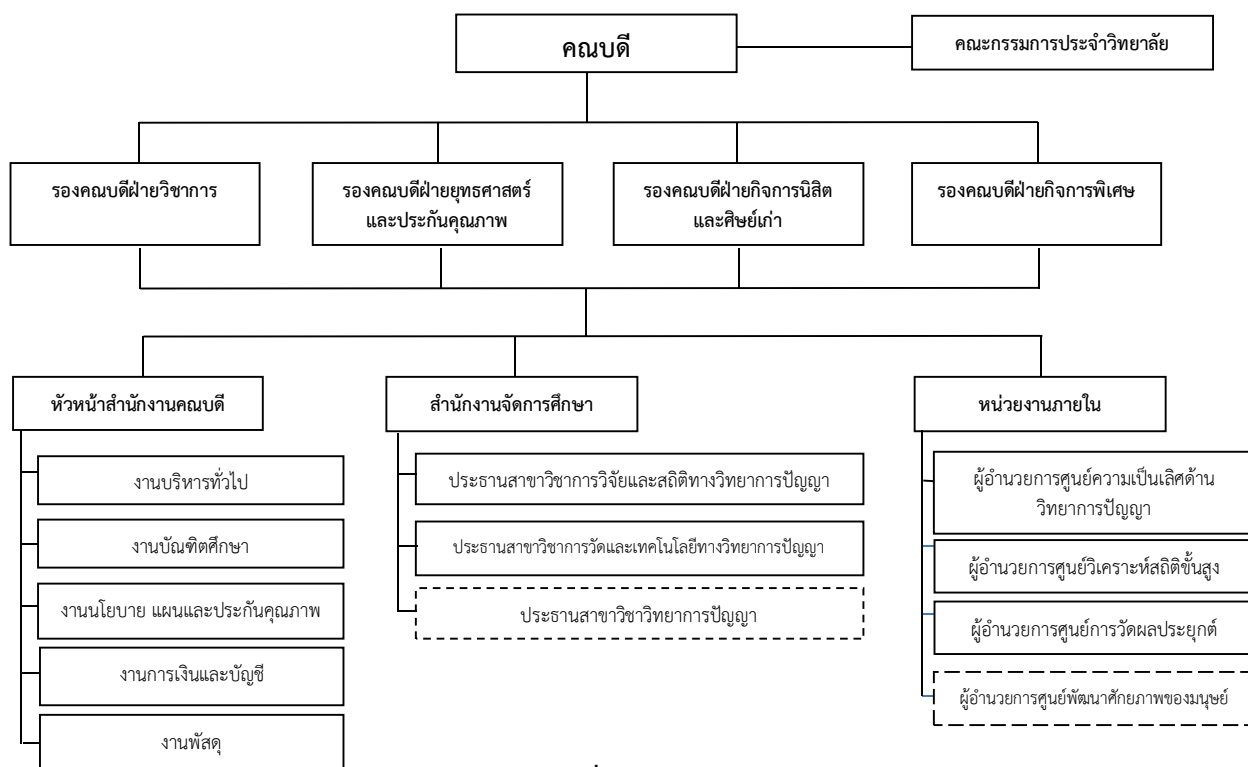 คณบดี
คณะกรรมการประจำวิทยาลัย
รองคณบดีฝ่ายวิชาการ
รองคณบดีฝ่ายยุทธศาสตร์
และประกันคุณภาพ
รองคณบดีฝ่ายกิจการนิสิต
และศิษย์เก่า
รองคณบดีฝ่ายกิจการพิเศษ
หัวหน้าสำนักงานคณบดี
งานบริหารทั่วไป
งานบัณฑิตศึกษา
งานนโยบาย แผนและประกันคุณภาพ
งานการเงินและบัญชี
งานพัสดุ
สำนักงานจัดการศึกษา
ประธานสาขาวิชาการวิจัยและสถิติทางวิทยาการปัญญา
ประธานสาขาวิชาการวัดและเทคโนโลยีทางวิทยาการปัญญา
ประธานสาขาวิชาวิทยาการปัญญา
หน่วยงานภายใน
ผู้อำนวยการศูนย์ความเป็นเลิศด้าน
วิทยาการปัญญา
ผู้อำนวยการศูนย์วิเคราะห์สถิติขั้นสูง
ผู้อำนวยการศูนย์การวัดผลประยุกต์
ผู้อำนวยการศูนย์พัฒนาศักยภาพของมนุษย์